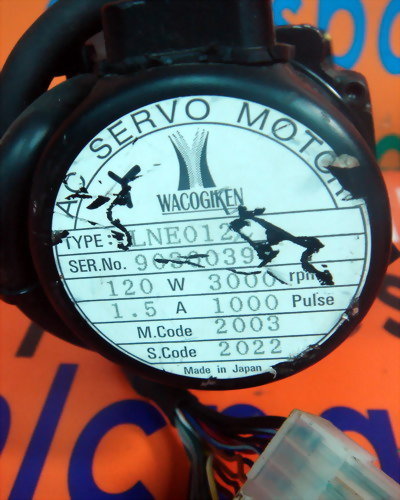 AC SERVO MOTOR
WACOGIKEN
TYPE:
SER.No.
120 W 3000 rpm
1.5 A 1000 Pulse
M.Code 2003
S.Code 2022
Made in Japan